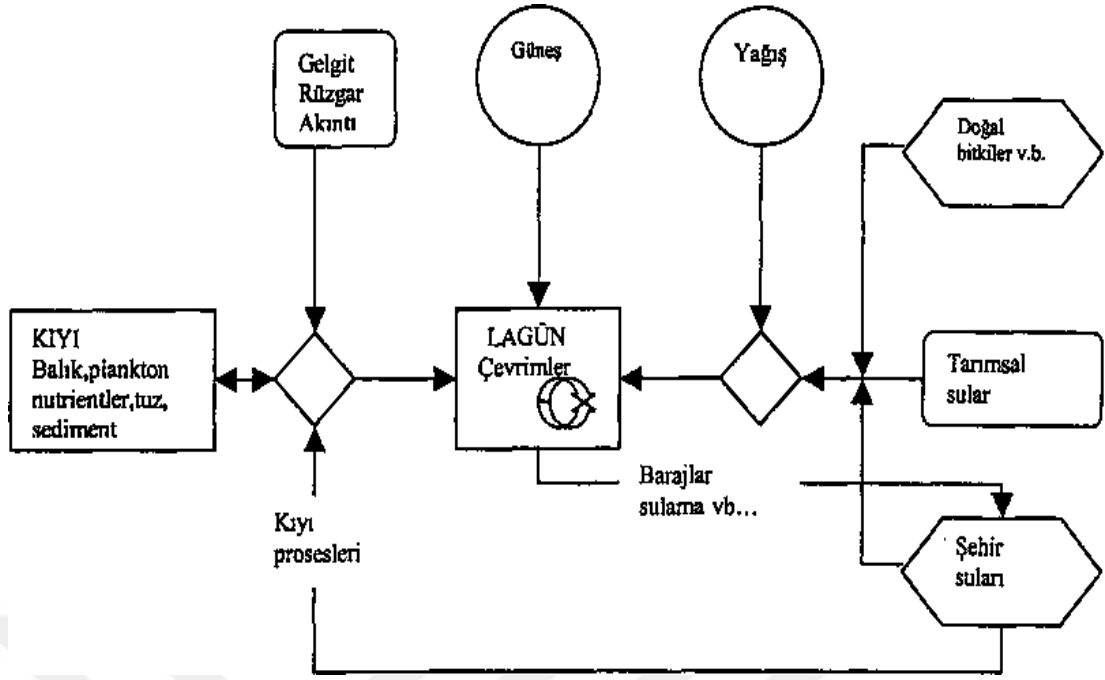 Gelgit
Rüzgar
Akıntı
Güneş
Yağış
Doğal
bitkiler v.b.
KIYI
Balık,plankton
nutrientler,tuz,
sediment
LAGÜN
Çevrimler
Tarımsal
sular
Barajlar
sulama vb...
Kıyı
prosesleri
Şehir
suları